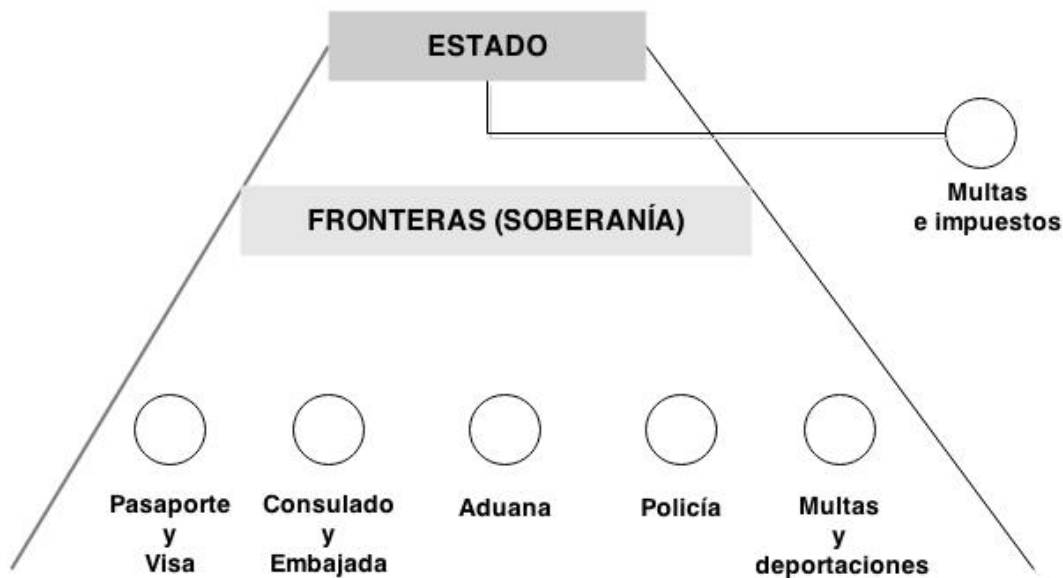 ESTADO
Multas
e impuestos
FRONTERAS (SOBERANÍA)
Pasaporte
y
Visa
Consulado
y
Embajada
Aduana
Policía
Multas
y
deportaciones